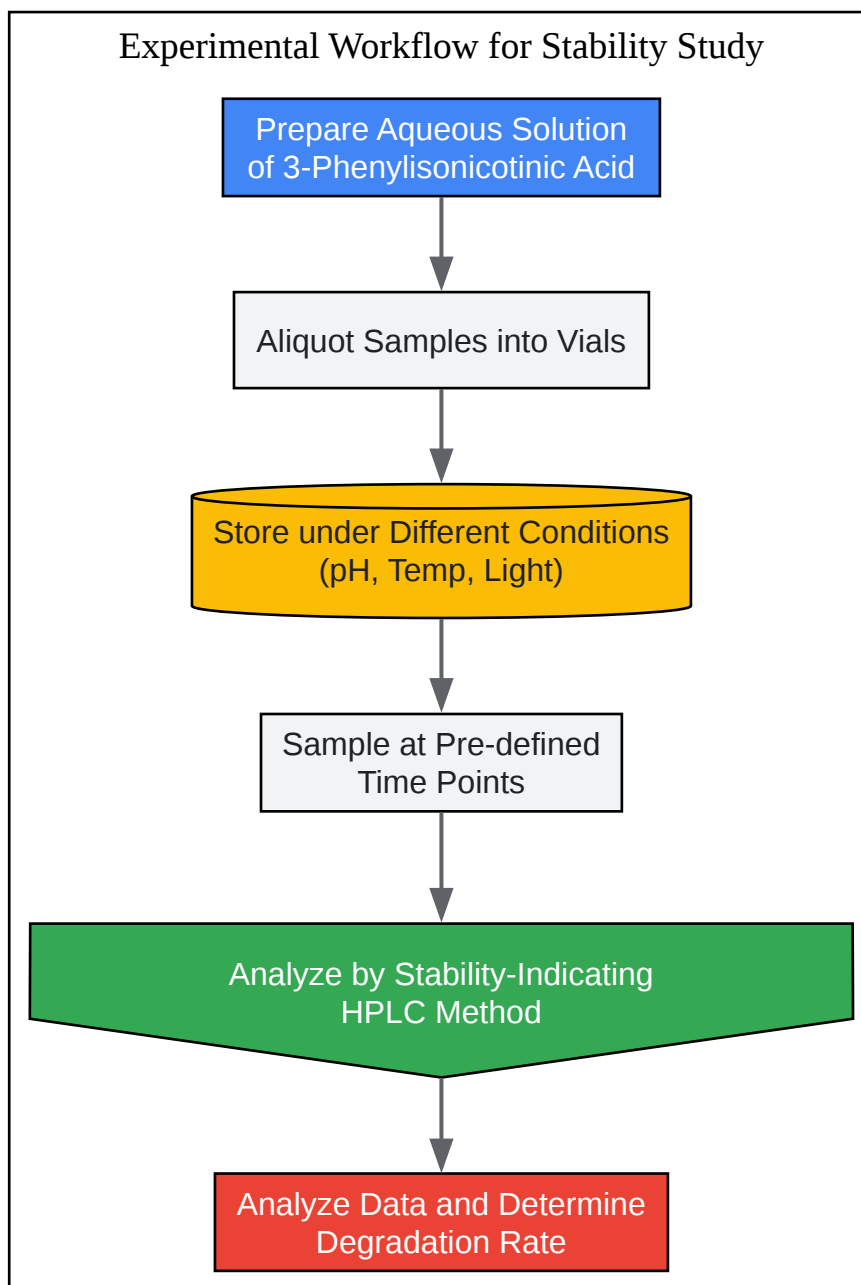 Experimental Workflow for Stability Study
Prepare Aqueous Solution
of 3-Phenylisonicotinic Acid
Aliquot Samples into Vials
Store under Different Conditions
(pH, Temp, Light)
Sample at Pre-defined
Time Points
Analyze by Stability-Indicating
HPLC Method
Analyze Data and Determine
Degradation Rate